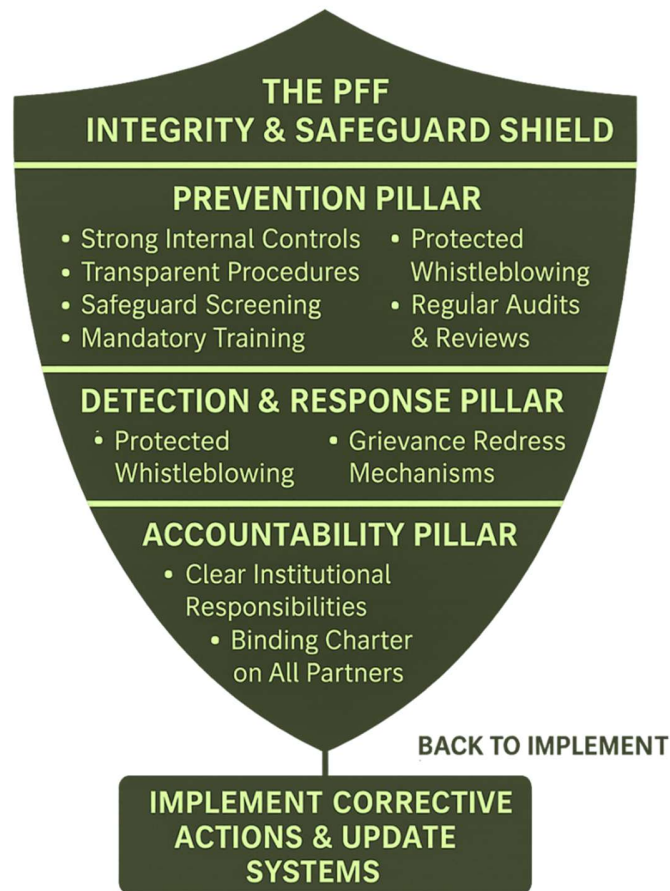 THE PFF
INTEGRITY & SAFEGUARD SHIELD
PREVENTION PILLAR
• Strong Internal Controls
• Transparent Procedures
• Safeguard Screening
• Mandatory Training
• Protected
Whistleblowing
• Regular Audits
& Reviews
DETECTION & RESPONSE PILLAR
• Protected
Whistleblowing
• Grievance Redress
Mechanisms
ACCOUNTABILITY PILLAR
• Clear Institutional
Responsibilities
• Binding Charter
on All Partners
BACK TO IMPLEMENT
IMPLEMENT CORRECTIVE
ACTIONS & UPDATE
SYSTEMS